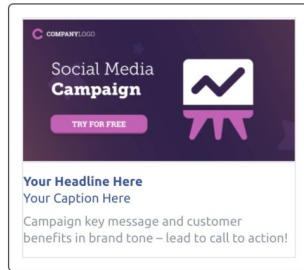 COMPANYLOGO
Social Media
Campaign
TRY FOR FREE
Your Headline Here
Your Caption Here
Campaign key message and customer
benefits in brand tone – lead to call to action!